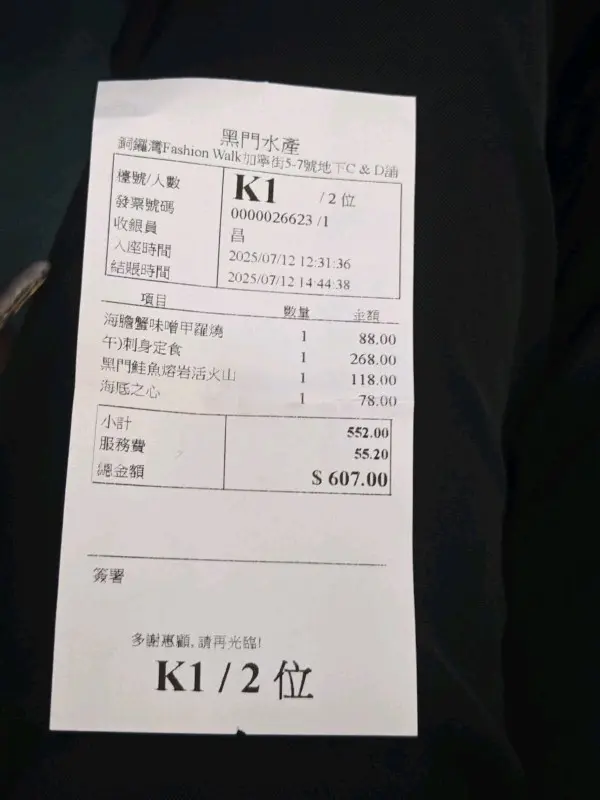 黑門水產
銅鑼灣Fashion Walk加寧街5-7號地下C & D舖
檯號/人數 K1 / 2 位
發票號碼 0000026623 /1
收銀員 昌
入座時間 2025/07/12 12:31:36
結賬時間 2025/07/12 14:44:38
項目 數量 金額
海膽蟹味噌甲羅燒 1 88.00
午)刺身定食 1 268.00
黑門鮭魚熔岩活火山 1 118.00
海底之心 1 78.00
小計 552.00
服務費 55.20
總金額 $ 607.00
簽署
多謝惠顧,請再光臨!
K1 / 2 位